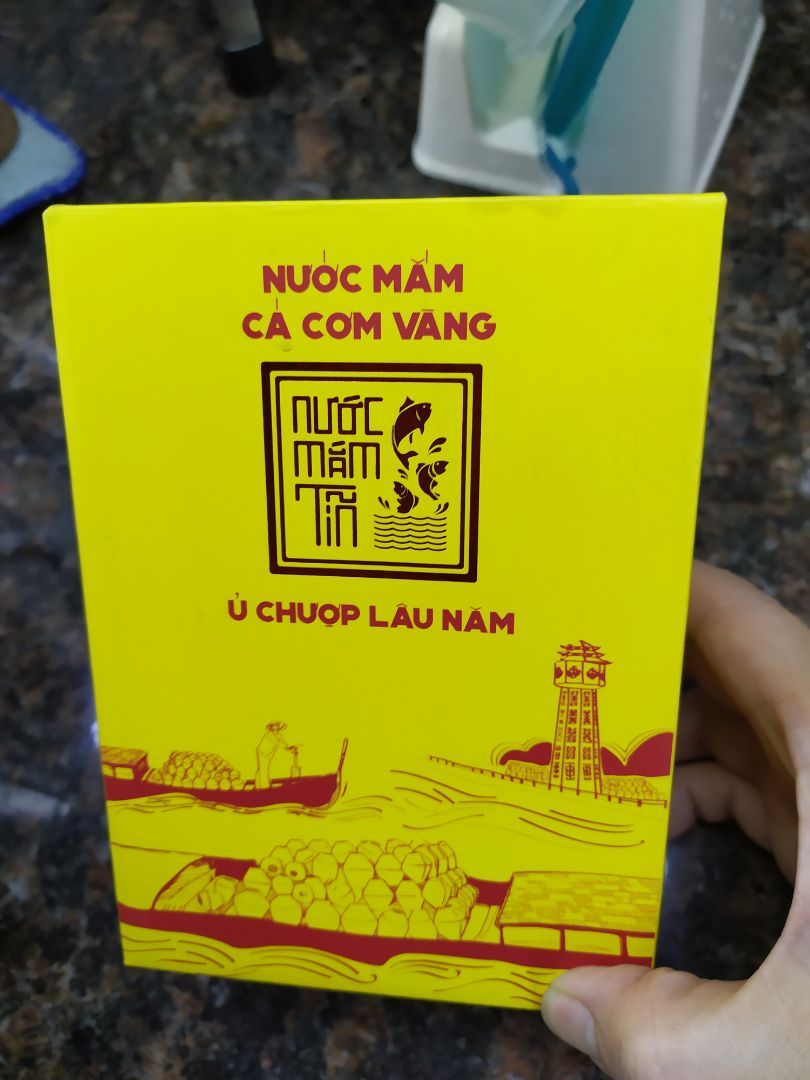 NƯỚC MẮM
CÁ CƠM VÀNG
NƯỚC
MẮM
TĨN
Ủ CHƯỢP LÂU NĂM